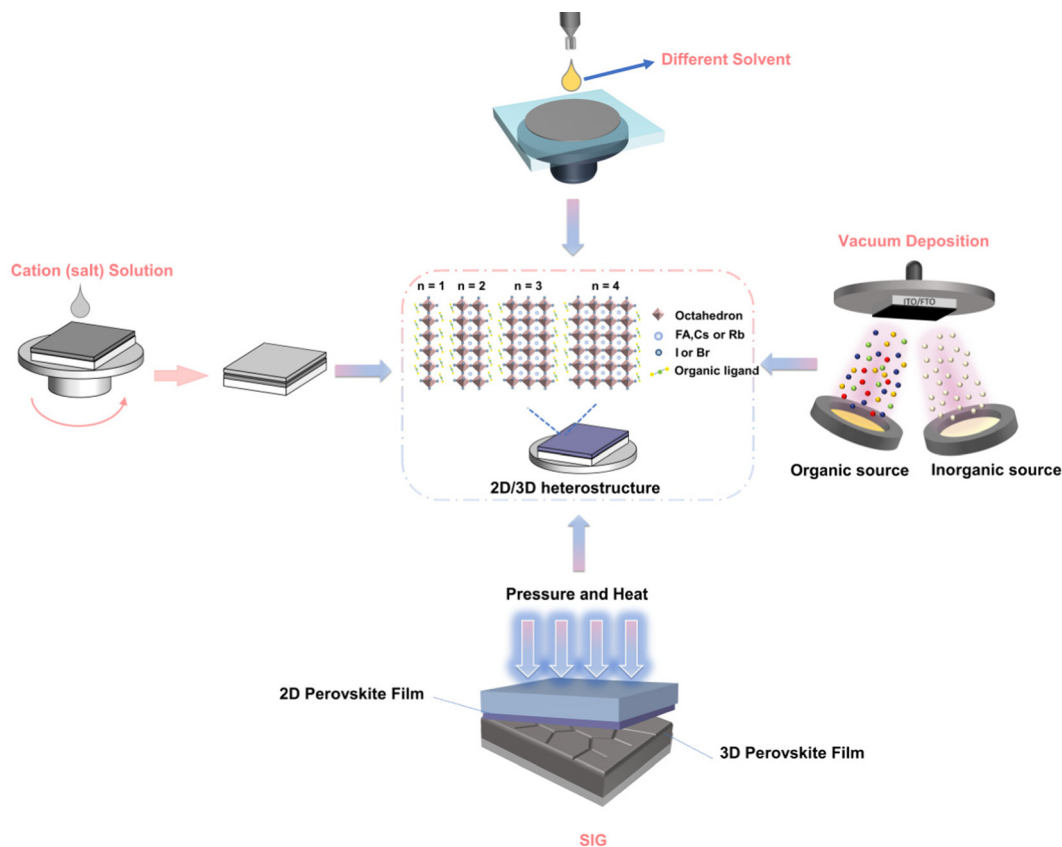 Different Solvent
Vacuum Deposition
Cation (salt) Solution
ITO/FTO
n = 1 n = 2 n = 3 n = 4
Octahedron
FA,Cs or Rb
I or Br
Organic ligand
Organic source
Inorganic source
2D/3D heterostructure
Pressure and Heat
2D Perovskite Film
3D Perovskite Film
SIG